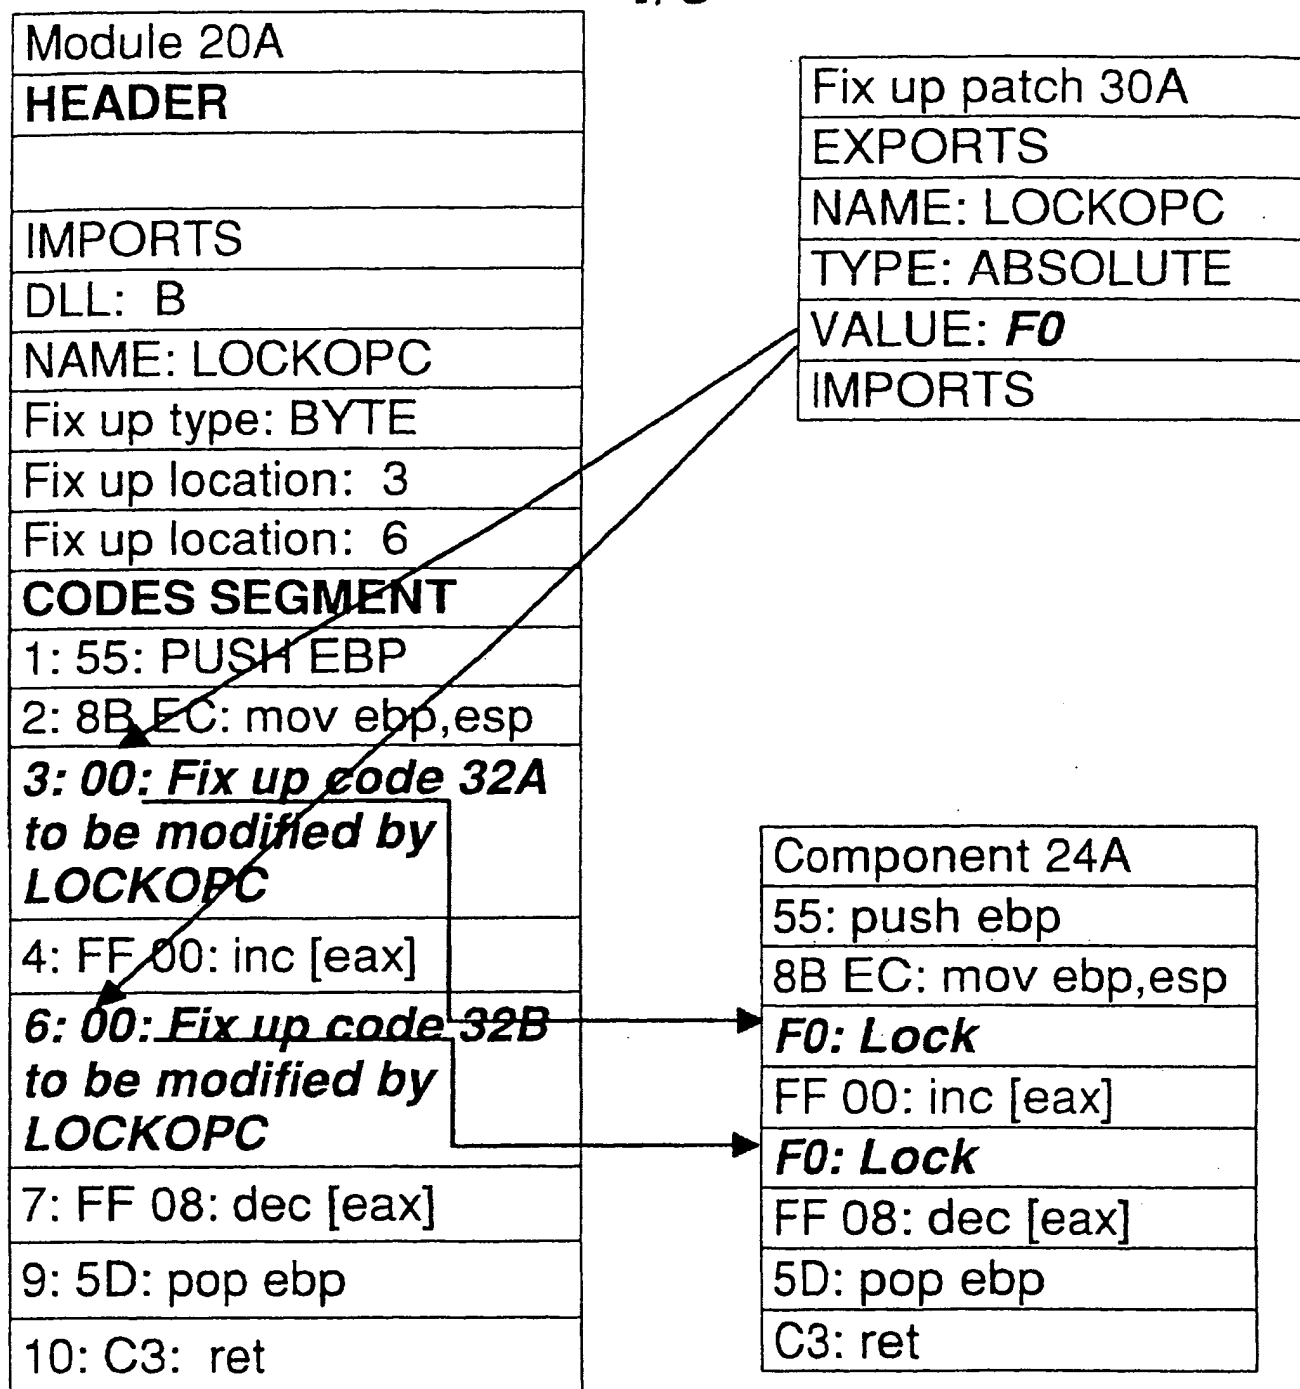 Module 20A
HEADER
IMPORTS
DLL: B
NAME: LOCKOPC
Fix up type: BYTE
Fix up location: 3
Fix up location: 6
CODES SEGMENT
1: 55: PUSH EBP
2: 8B EC: mov ebp,esp
3: 00: Fix up code 32A
to be modified by
LOCKOPC
4: FF 00: inc [eax]
6: 00: Fix up code 32B
to be modified by
LOCKOPC
7: FF 08: dec [eax]
9: 5D: pop ebp
10: C3: ret
Fix up patch 30A
EXPORTS
NAME: LOCKOPC
TYPE: ABSOLUTE
VALUE: F0
IMPORTS
Component 24A
55: push ebp
8B EC: mov ebp,esp
F0: Lock
FF 00: inc [eax]
F0: Lock
FF 08: dec [eax]
5D: pop ebp
C3: ret